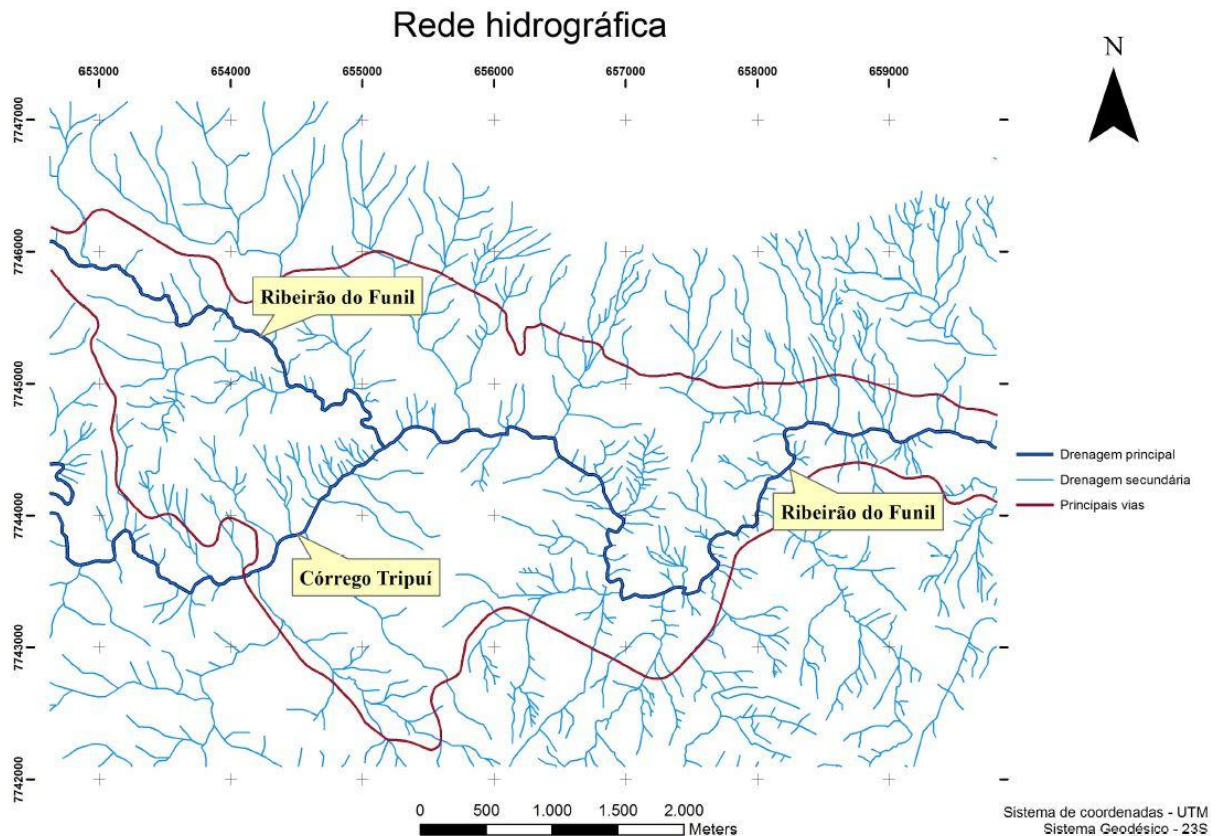 Rede hidrográfica
N
653000 654000 655000 656000 657000 658000 659000
7747000
7746000
7745000
7744000
7743000
7742000
Ribeirão do Funil
Ribeirão do Funil
Córrego Tripuí
Drenagem principal
Drenagem secundária
Principais vias
0 500 1.000 1.500 2.000
Meters
Sistema de coordenadas - UTM
Sistema Geodésico - 23S